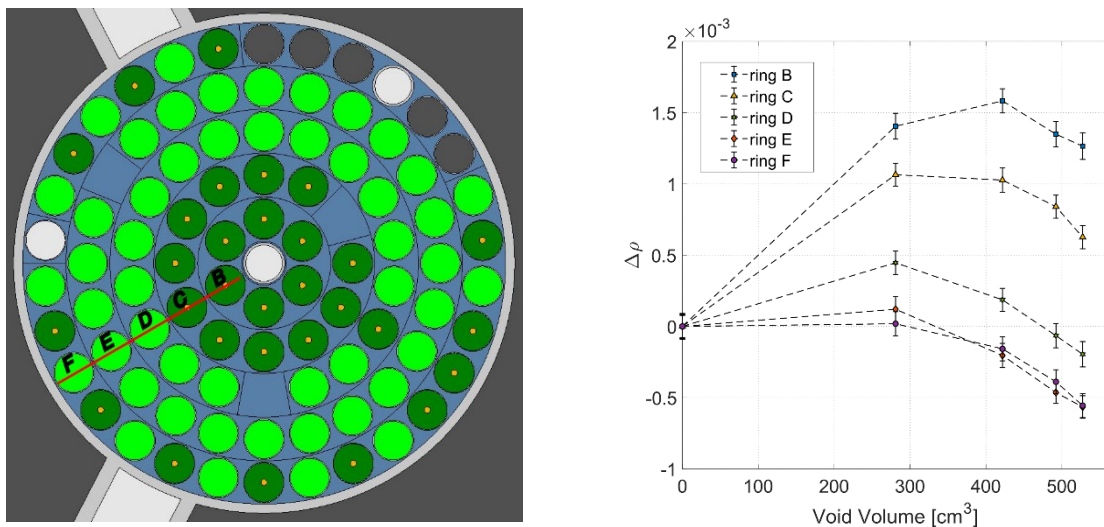 F E D C B
×10⁻³
2
1.5
1
0.5
0
-0.5
-1
Δρ
ring B
ring C
ring D
ring E
ring F
0 100 200 300 400 500
Void Volume [cm³]